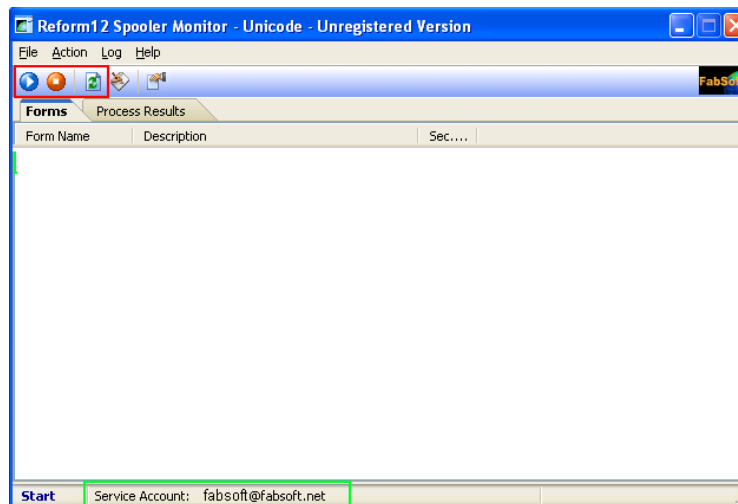 Reform12 Spooler Monitor - Unicode - Unregistered Version
File Action Log Help
FabSof
Forms Process Results
Form Name Description Sec....
Start Service Account: fabsoft@fabsoft.net